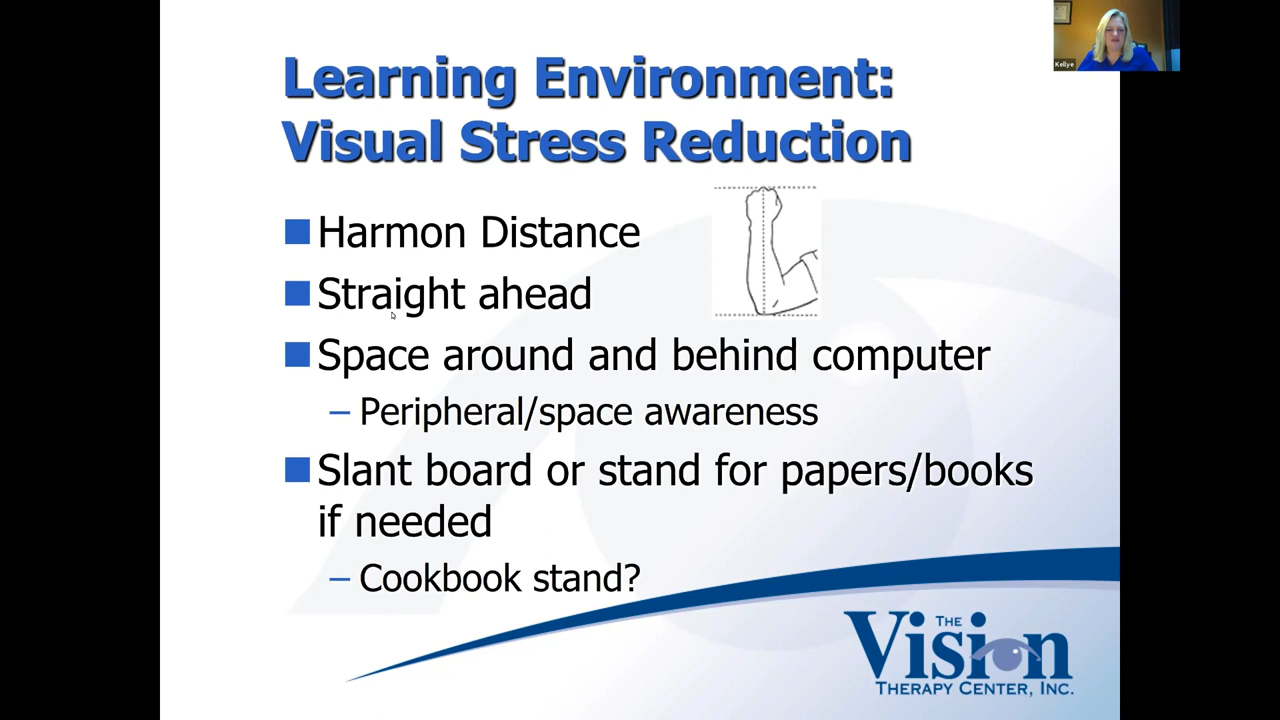 Kellye
Learning Environment:
Visual Stress Reduction
Harmon Distance
Straight ahead
Space around and behind computer
– Peripheral/space awareness
Slant board or stand for papers/books
if needed
– Cookbook stand?
THE
Vision
THERAPY CENTER, INC.